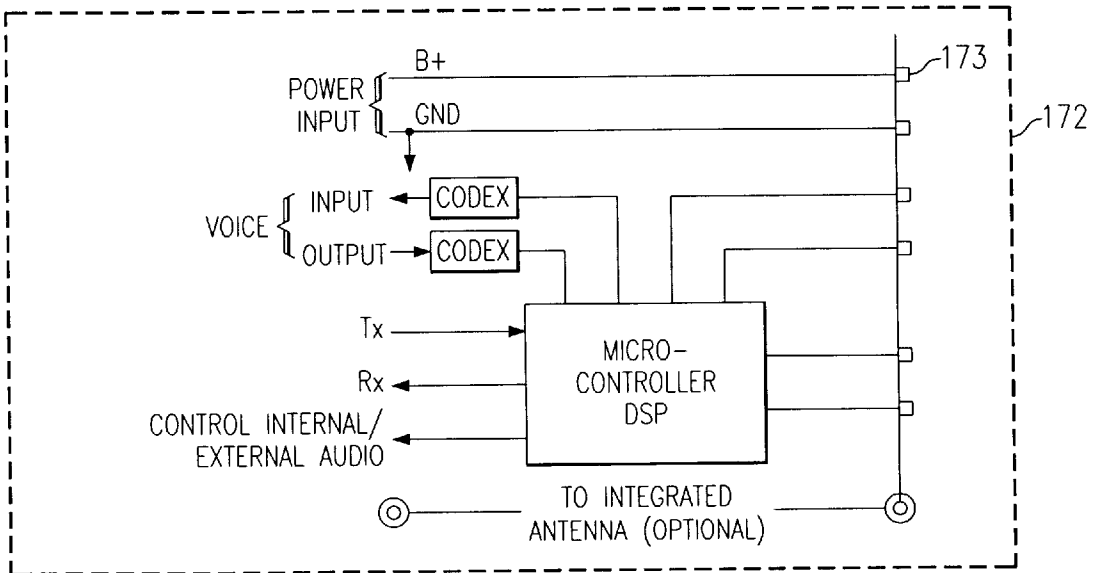 B+
173
POWER
INPUT
GND
172
INPUT
CODEX
VOICE
OUTPUT
CODEX
Tx
MICRO-
CONTROLLER
DSP
Rx
CONTROL INTERNAL/
EXTERNAL AUDIO
TO INTEGRATED
ANTENNA (OPTIONAL)